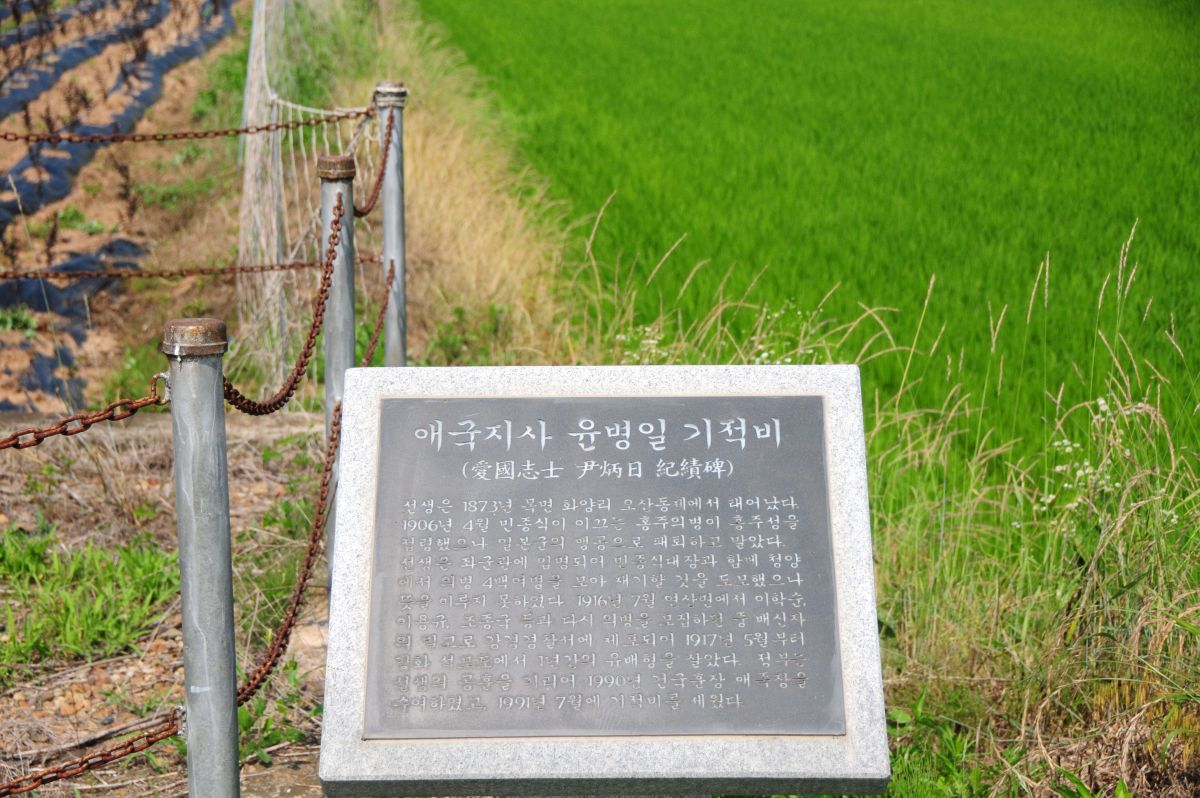 애국지사 윤병일 기적비
(愛國志士 尹炳日 紀績碑)
선생은 1873년 목면 화양리 오산동네에서 태어났다.
1906년 4월 민종식이 이끄는 홍주의병이 홍주성을
점령했으나 일본군의 맹공으로 패퇴하고 말았다.
선생은 좌군관에 임명되어 민종식대장과 함께 청양
에서 의병 4백여명을 모아 재기할 것을 도모했으나
뜻을 이루지 못하였다. 1916년 7월 연산면에서 이학순,
이용규, 조종국 등과 다시 의병을 모집하던 중 배신자
의 밀고로 강경경찰서에 체포되어 1917년 5월부터
강화 석모도에서 1년간의 유배형을 살았다. 정부는
선생의 공훈을 기리어 1990년 건국훈장 애족장을
수여하였고, 1991년 7월에 기적비를 세웠다.